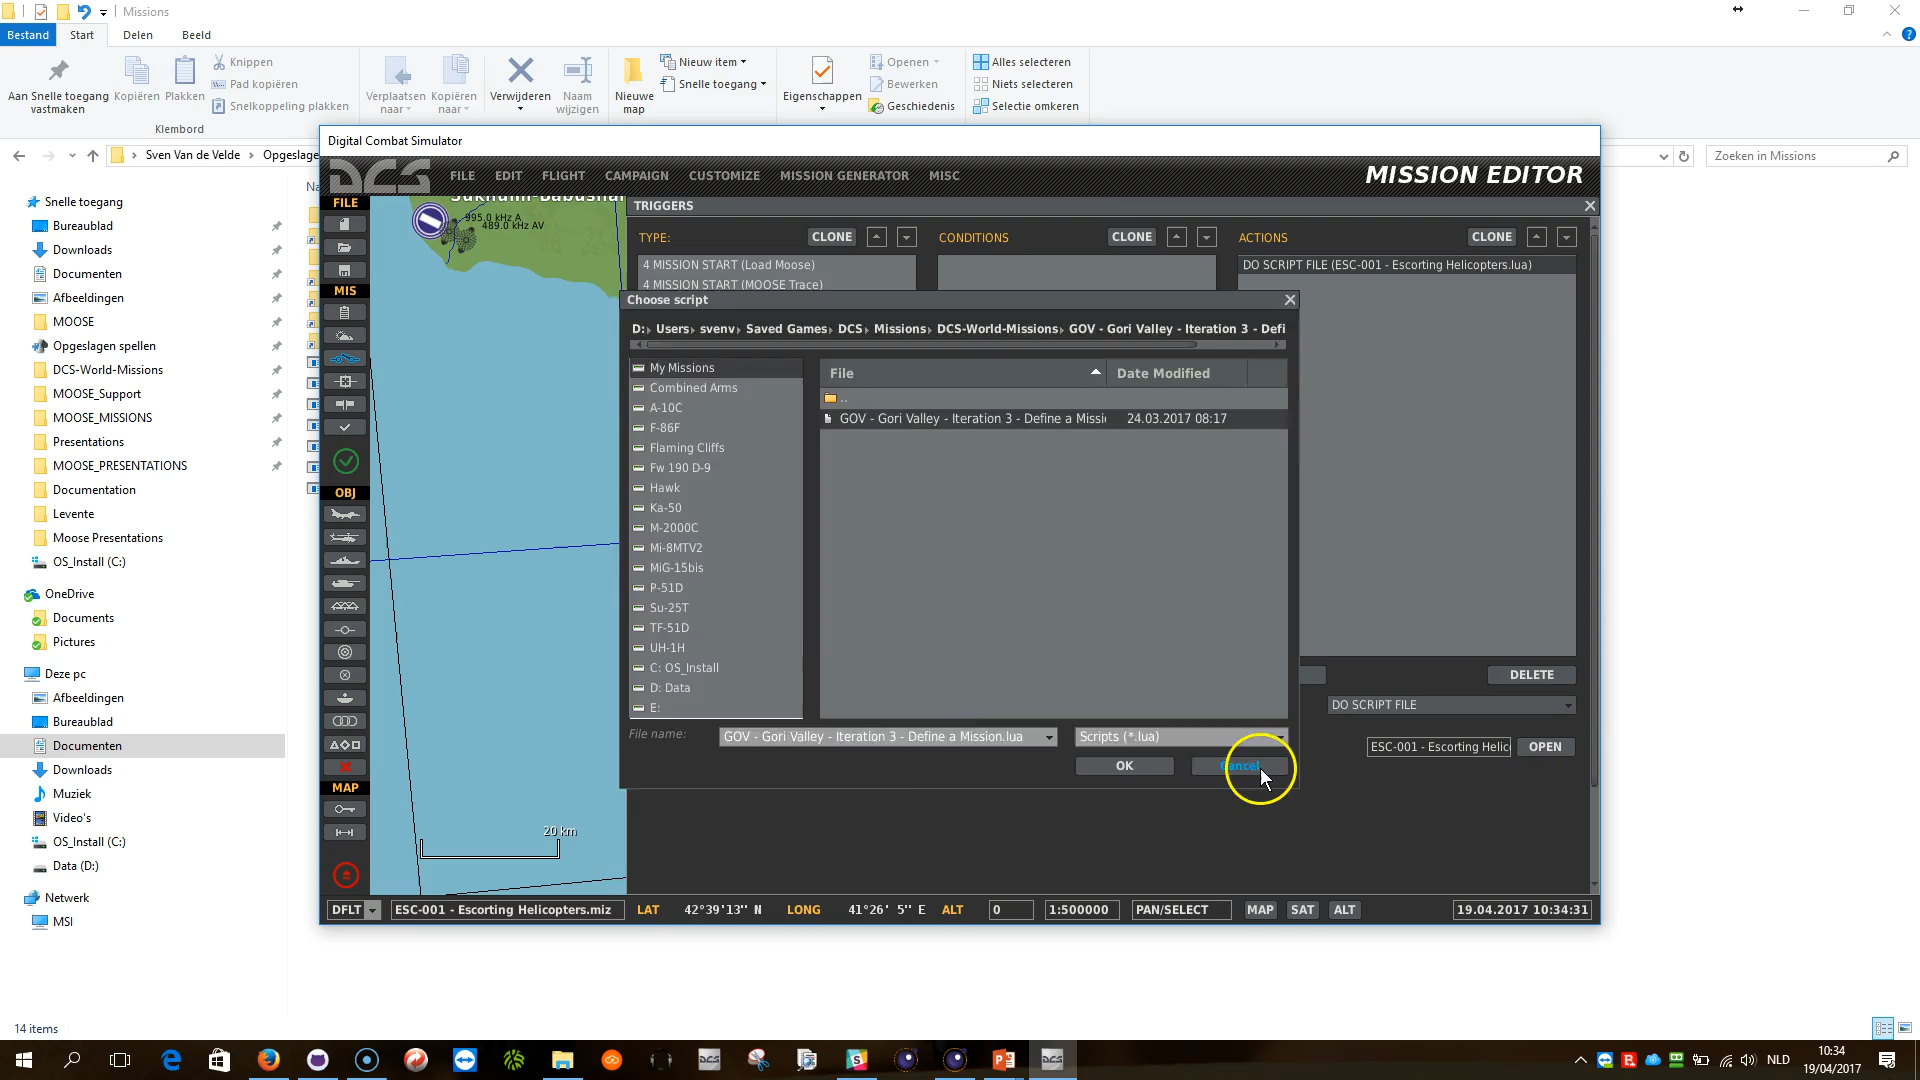 Missions
Bestand Start Delen Beeld
Aan Snelle toegang vastmaken
Kopiëren Plakken
Knippen
Pad kopiëren
Snelkoppeling plakken
Klembord
Verplaatsen naar Kopiëren naar
Verwijderen Naam wijzigen
Nieuwe map
Nieuw item
Snelle toegang
Eigenschappen
Openen
Bewerken
Geschiedenis
Alles selecteren
Niets selecteren
Selectie omkeren
Sven Van de Velde Opgeslage
Zoeken in Missions
Snelle toegang
Bureaublad
Downloads
Documenten
Afbeeldingen
MOOSE
Opgeslagen spellen
DCS-World-Missions
MOOSE_Support
MOOSE_MISSIONS
Presentations
MOOSE_PRESENTATIONS
Documentation
Levente
Moose Presentations
OS_Install (C:)
OneDrive
Documents
Pictures
Deze pc
Afbeeldingen
Bureaublad
Documenten
Downloads
Muziek
Video's
OS_Install (C:)
Data (D:)
Netwerk
MSI
14 items
Na
Digital Combat Simulator
DCS FILE EDIT FLIGHT CAMPAIGN CUSTOMIZE MISSION GENERATOR MISC MISSION EDITOR
FILE
MIS
OBJ
MAP
Sukhumi-Babushar
995.0 kHz A
489.0 kHz AV
20 km
TRIGGERS
TYPE: CLONE CONDITIONS CLONE ACTIONS CLONE
4 MISSION START (Load Moose)
4 MISSION START (MOOSE Trace)
DO SCRIPT FILE (ESC-001 - Escorting Helicopters.lua)
Choose script
D: Users svenv Saved Games DCS Missions DCS-World-Missions GOV - Gori Valley - Iteration 3 - Defi
My Missions
Combined Arms
A-10C
F-86F
Flaming Cliffs
Fw 190 D-9
Hawk
Ka-50
M-2000C
Mi-8MTV2
MiG-15bis
P-51D
Su-25T
TF-51D
UH-1H
C: OS_Install
D: Data
E:
File Date Modified
..
GOV - Gori Valley - Iteration 3 - Define a Missi 24.03.2017 08:17
File name: GOV - Gori Valley - Iteration 3 - Define a Mission.lua Scripts (*.lua)
OK Cancel
DELETE
DO SCRIPT FILE
ESC-001 - Escorting Helic OPEN
DFLT ESC-001 - Escorting Helicopters.miz LAT 42°39'13'' N LONG 41°26' 5'' E ALT 0 1:500000 PAN/SELECT MAP SAT ALT 19.04.2017 10:34:31
NLD
10:34
19/04/2017